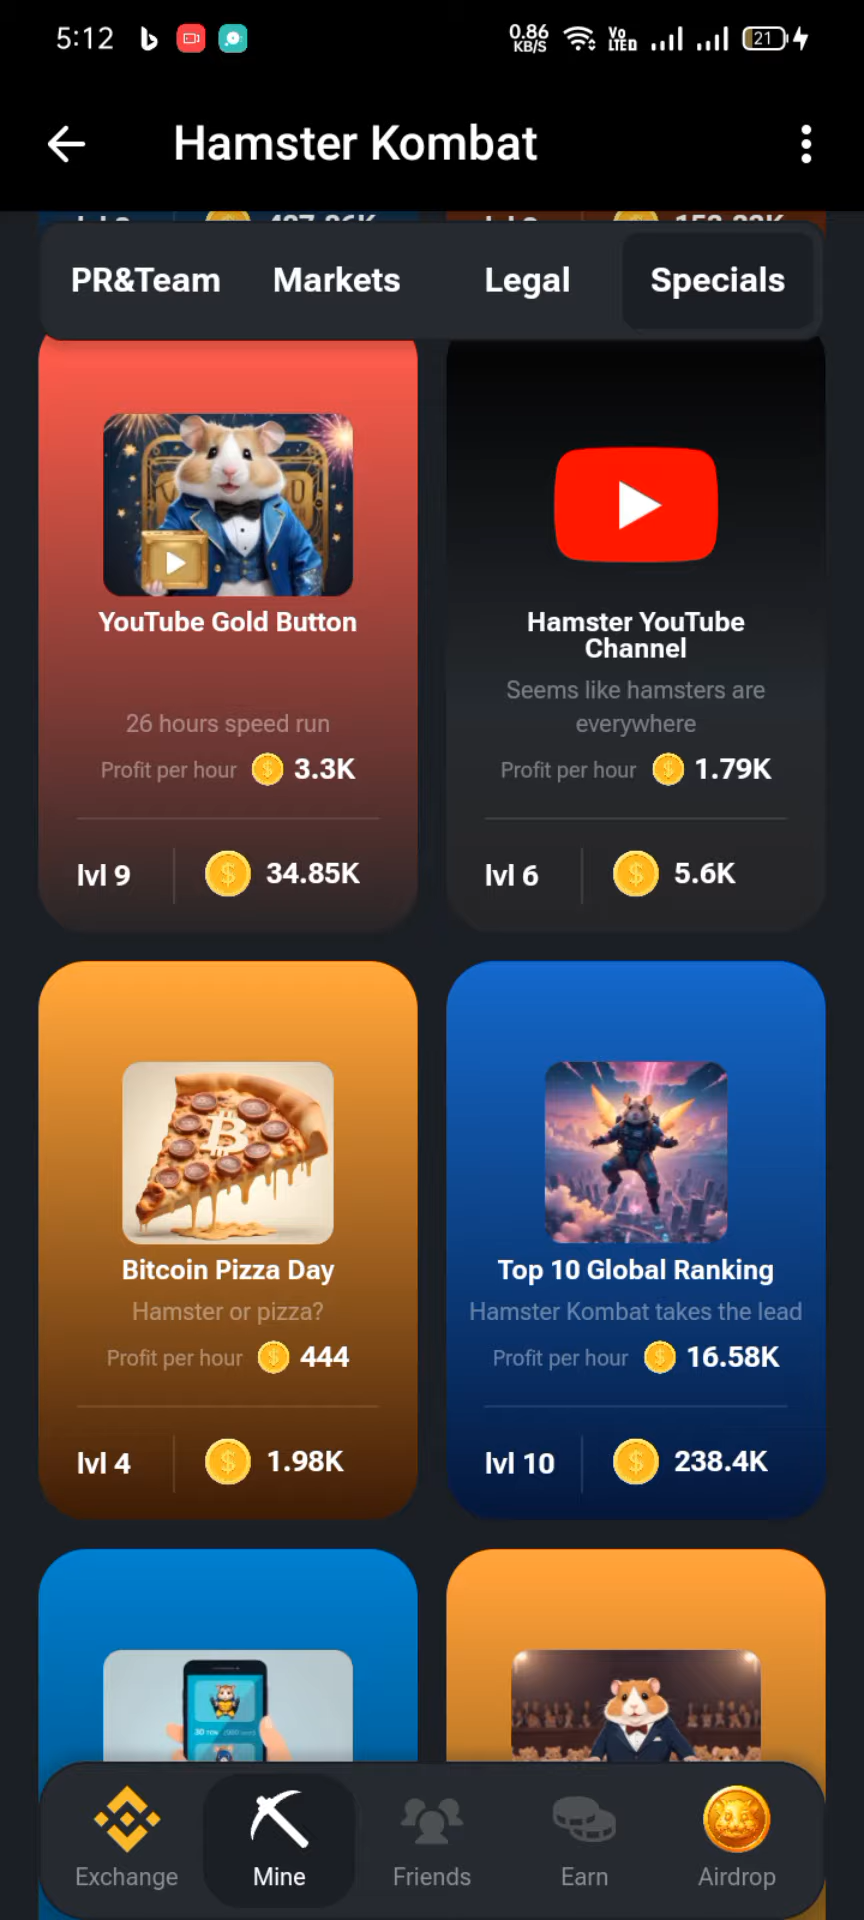 5:12
0.86
KB/S
Vo
LTE
21
Hamster Kombat
PR&Team
Markets
Legal
Specials
YouTube Gold Button
26 hours speed run
Profit per hour 3.3K
lvl 9
34.85K
Hamster YouTube
Channel
Seems like hamsters are
everywhere
Profit per hour 1.79K
lvl 6
5.6K
Bitcoin Pizza Day
Hamster or pizza?
Profit per hour 444
lvl 4
1.98K
Top 10 Global Ranking
Hamster Kombat takes the lead
Profit per hour 16.58K
lvl 10
238.4K
Exchange
Mine
Friends
Earn
Airdrop